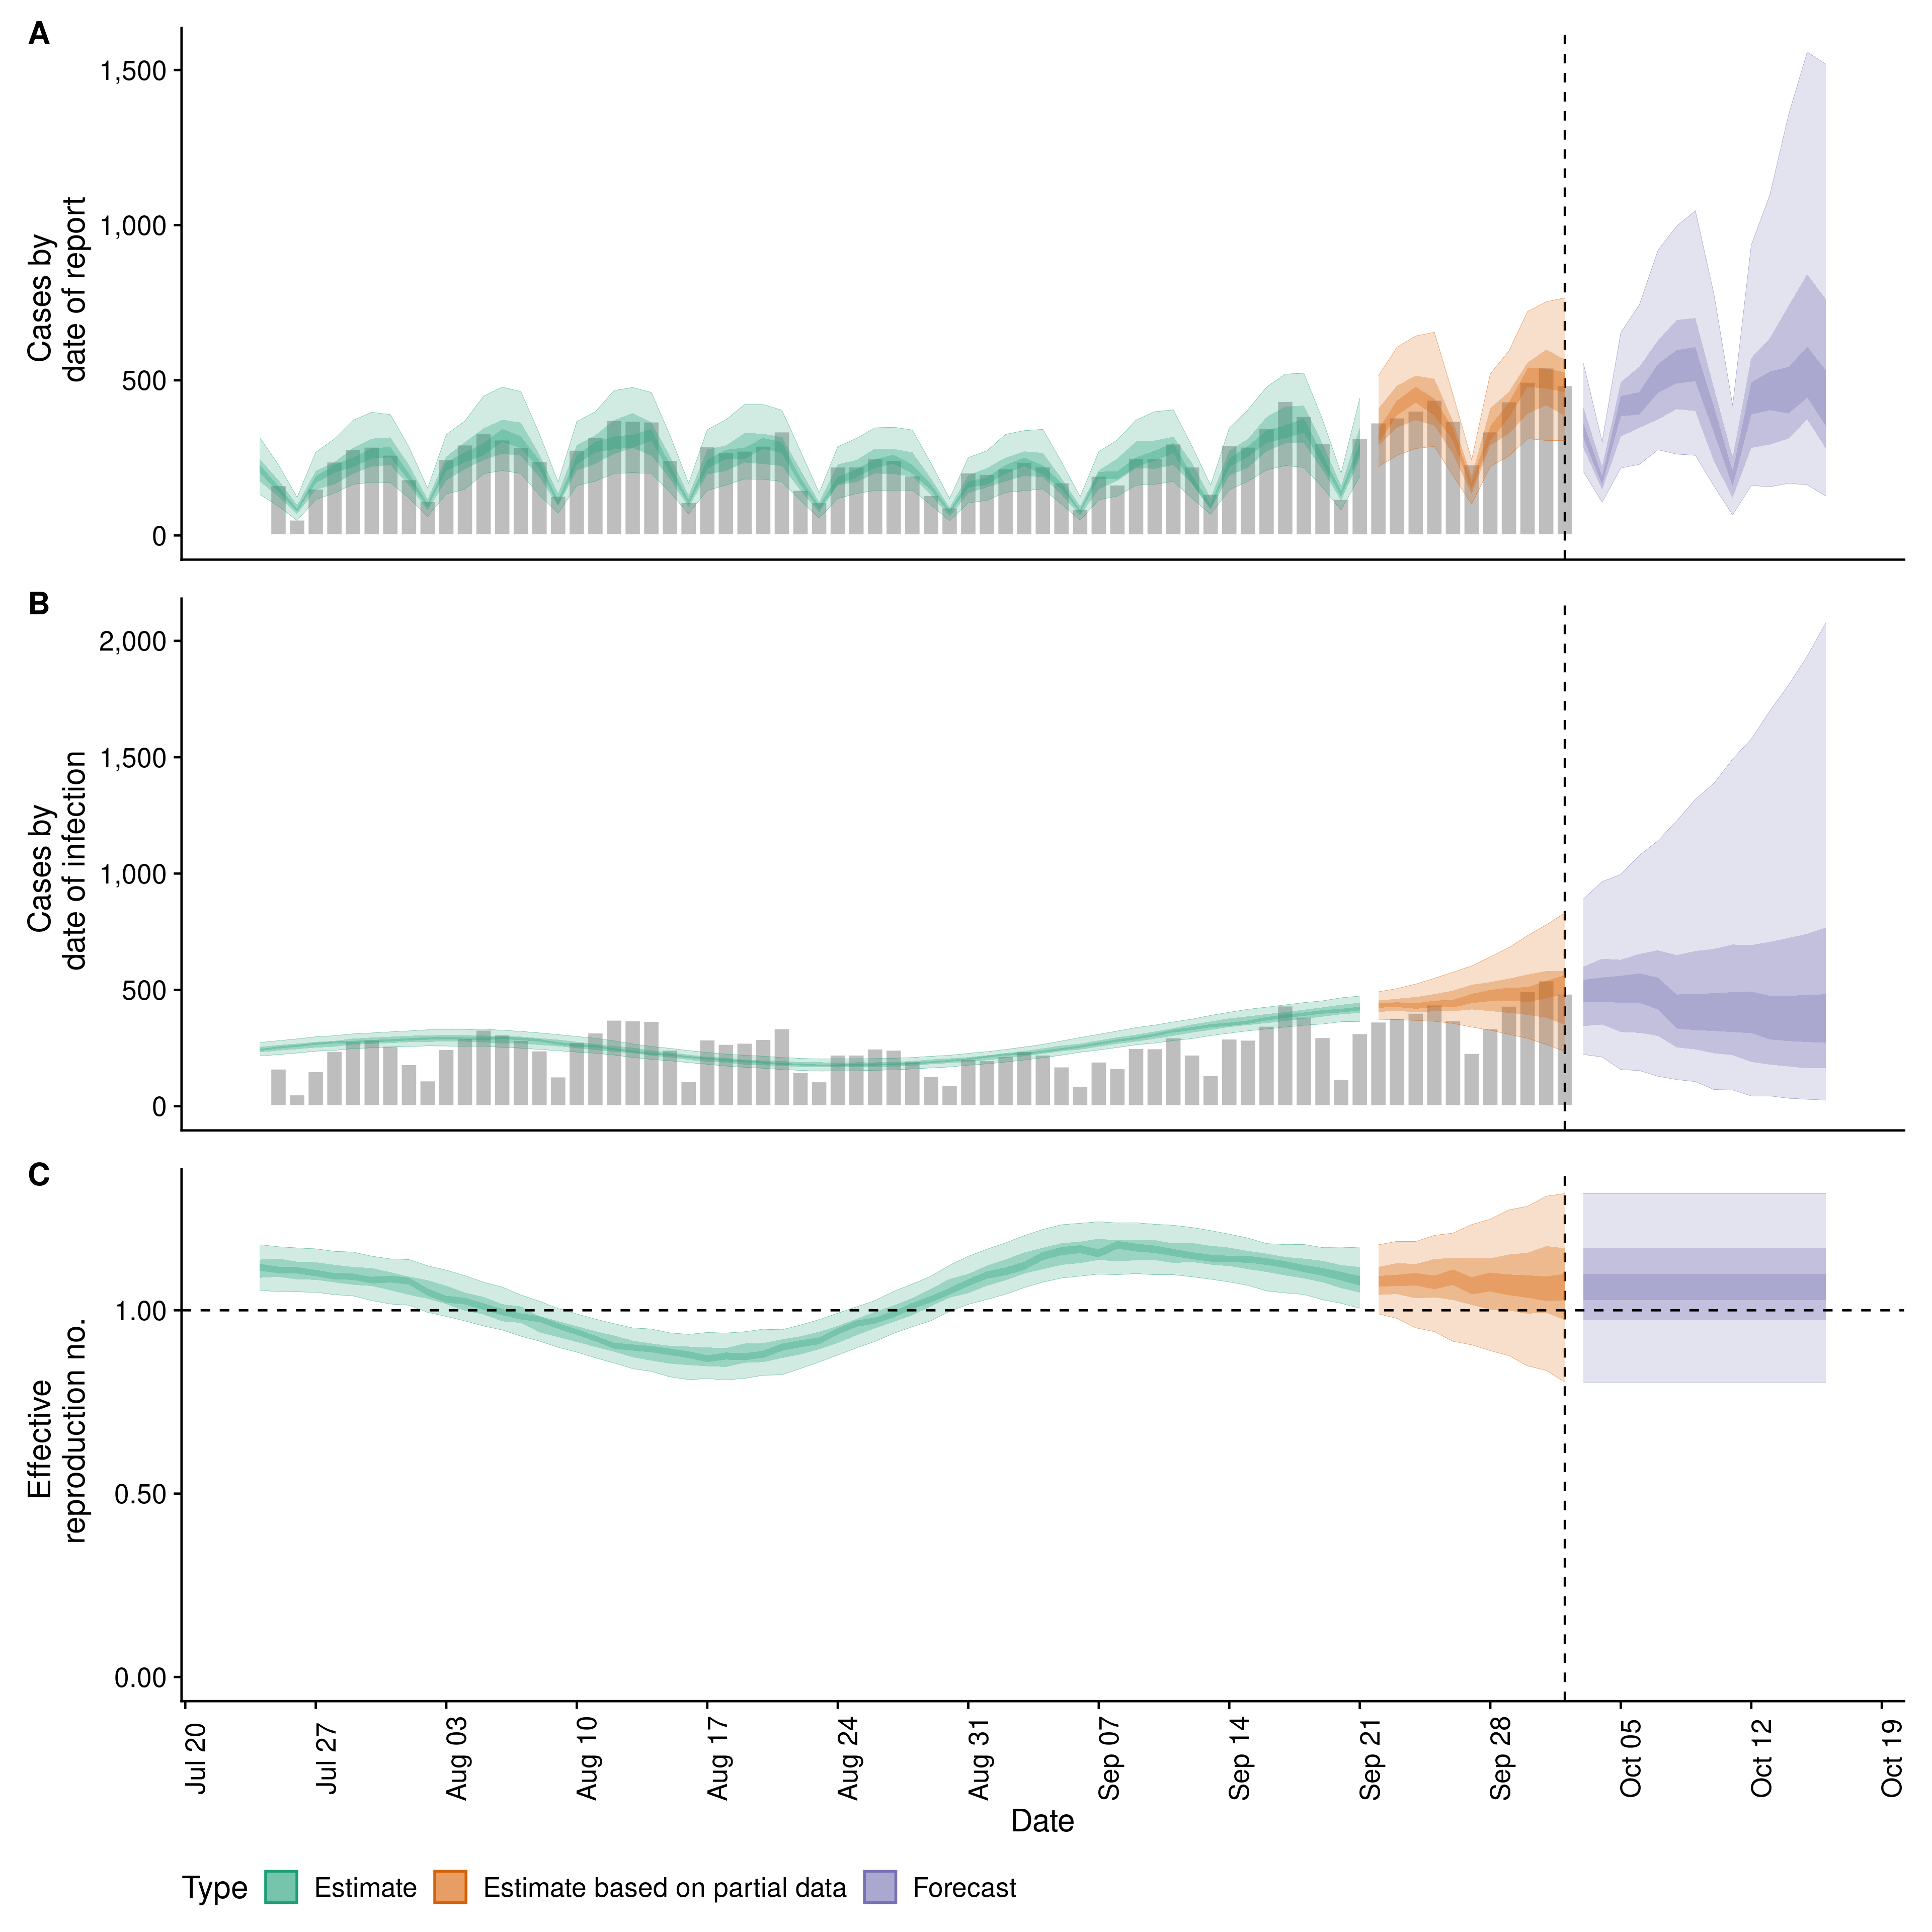 A
Cases by
date of report
1,500
1,000
500
0
B
Cases by
date of infection
2,000
1,500
1,000
500
0
C
Effective
reproduction no.
1.00
0.50
0.00
Jul 20
Jul 27
Aug 03
Aug 10
Aug 17
Aug 24
Aug 31
Sep 07
Sep 14
Sep 21
Sep 28
Oct 05
Oct 12
Oct 19
Date
Type Estimate Estimate based on partial data Forecast